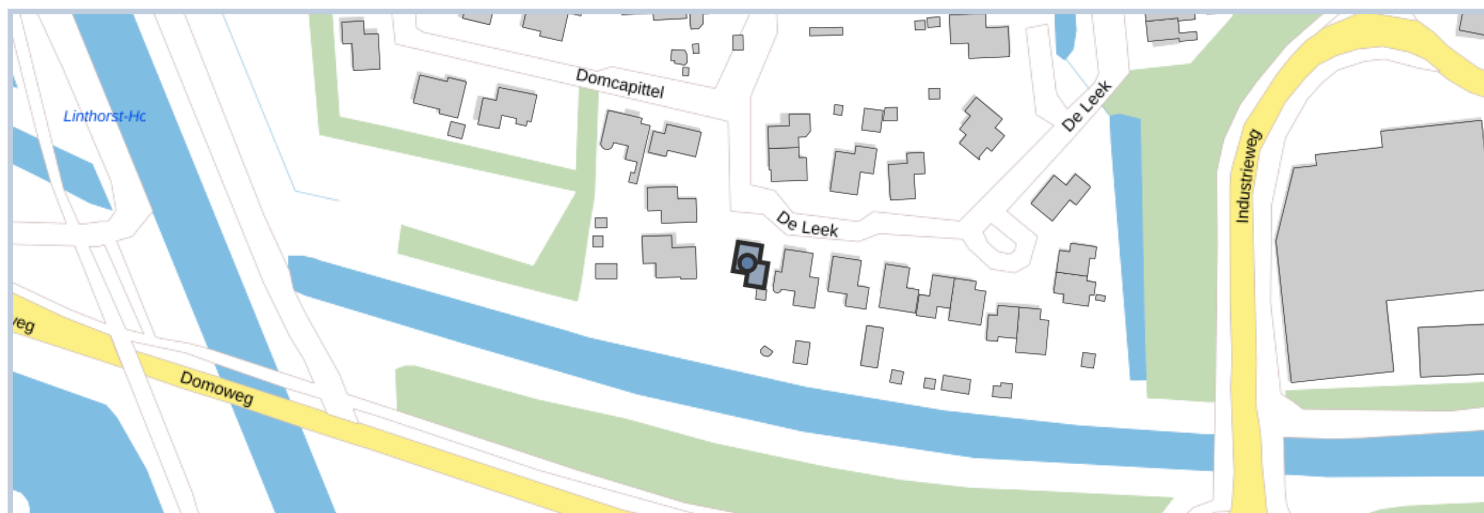 Domcapittel
De Leek
Linthorst-Ho
Industrieweg
De Leek
weg
Domoweg